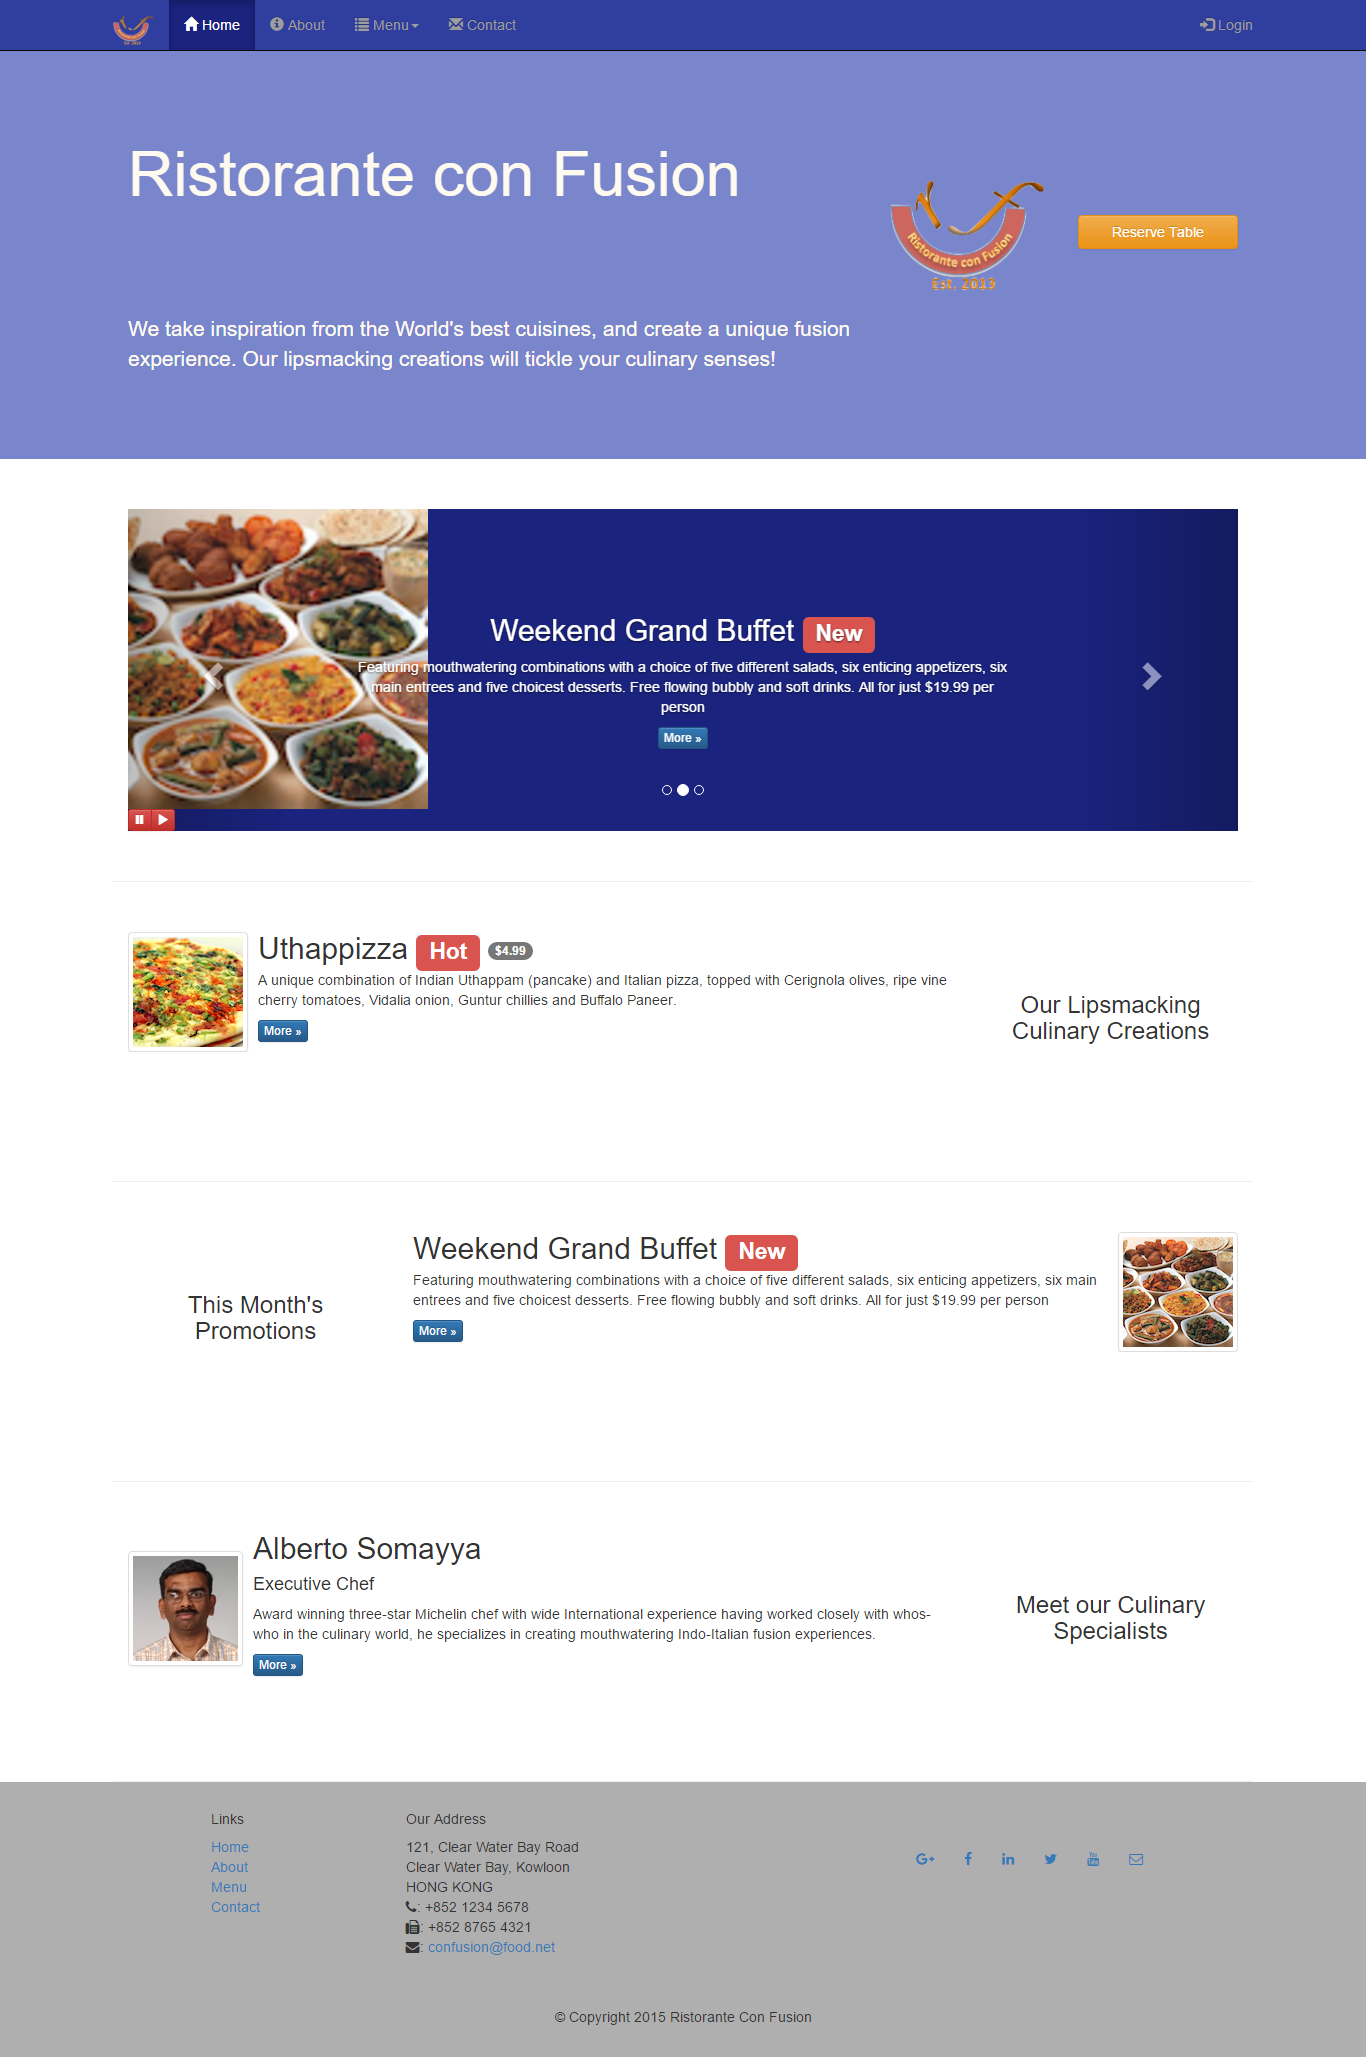 Home About Menu Contact Login
Ristorante con Fusion
Ristorante con Fusion
Est. 2015
Reserve Table
We take inspiration from the World's best cuisines, and create a unique fusion
experience. Our lipsmacking creations will tickle your culinary senses!
Weekend Grand Buffet New
Featuring mouthwatering combinations with a choice of five different salads, six enticing appetizers, six
main entrees and five choicest desserts. Free flowing bubbly and soft drinks. All for just $19.99 per
person
More »
Uthappizza Hot $4.99
A unique combination of Indian Uthappam (pancake) and Italian pizza, topped with Cerignola olives, ripe vine
cherry tomatoes, Vidalia onion, Guntur chillies and Buffalo Paneer.
More »
Our Lipsmacking
Culinary Creations
This Month's
Promotions
Weekend Grand Buffet New
Featuring mouthwatering combinations with a choice of five different salads, six enticing appetizers, six main
entrees and five choicest desserts. Free flowing bubbly and soft drinks. All for just $19.99 per person
More »
Alberto Somayya
Executive Chef
Award winning three-star Michelin chef with wide International experience having worked closely with whos-
who in the culinary world, he specializes in creating mouthwatering Indo-Italian fusion experiences.
More »
Meet our Culinary
Specialists
Links
Home
About
Menu
Contact
Our Address
121, Clear Water Bay Road
Clear Water Bay, Kowloon
HONG KONG
: +852 1234 5678
: +852 8765 4321
: confusion@food.net
© Copyright 2015 Ristorante Con Fusion